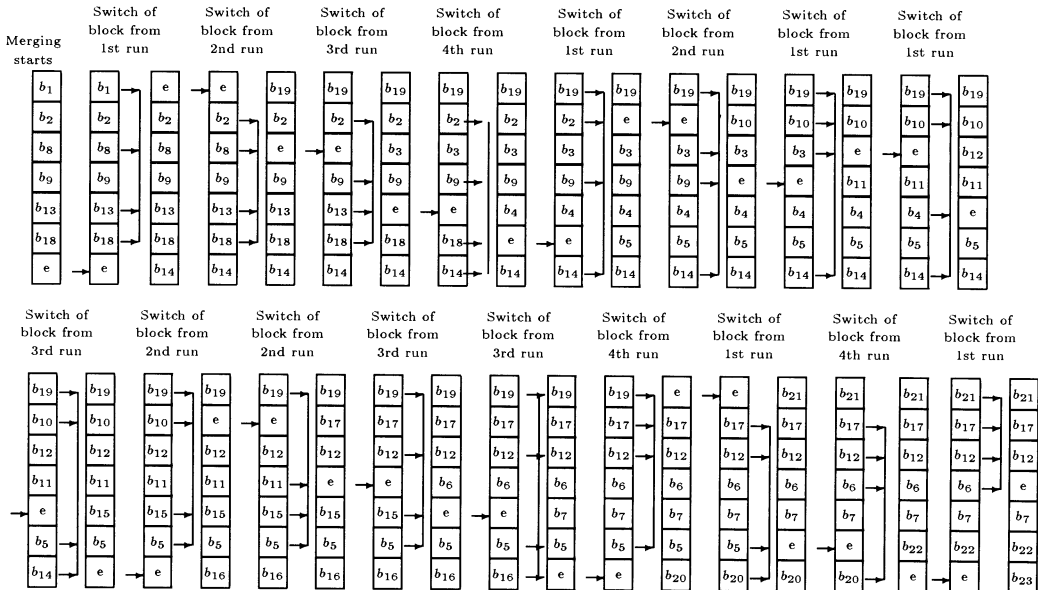 Merging
starts
Switch of
block from
1st run
Switch of
block from
2nd run
Switch of
block from
3rd run
Switch of
block from
4th run
Switch of
block from
1st run
Switch of
block from
2nd run
Switch of
block from
1st run
Switch of
block from
1st run
b1 b1 e e b19 b19 b19 b19 b19 b19 b19 b19 b19 b19 b19 b19 b19
b2 b2 b2 b2 b2 b2 b2 b2 b2 b2 e e b10 b10 b10 b10 b10
b8 b8 b8 b8 e e b3 b3 b3 b3 b3 b3 b3 b3 e e b12
b9 b9 b9 b9 b9 b9 b9 b9 b9 b9 b9 b9 e e b11 b11 b11
b13 b13 b13 b13 b13 b13 e e b4 b4 b4 b4 b4 b4 b4 b4 e
b18 b18 b18 b18 b18 b18 b18 b18 e e b5 b5 b5 b5 b5 b5 b5
e e b14 b14 b14 b14 b14 b14 b14 b14 b14 b14 b14 b14 b14 b14 b14
Switch of
block from
3rd run
Switch of
block from
2nd run
Switch of
block from
2nd run
Switch of
block from
3rd run
Switch of
block from
3rd run
Switch of
block from
4th run
Switch of
block from
1st run
Switch of
block from
4th run
Switch of
block from
1st run
b19 b19 b19 b19 b19 b19 b19 b19 b19 b19 b19 e e b21 b21 b21 b21 b21
b10 b10 b10 e e b17 b17 b17 b17 b17 b17 b17 b17 b17 b17 b17 b17 b17
b12 b12 b12 b12 b12 b12 b12 b12 b12 b12 b12 b12 b12 b12 b12 b12 b12 b12
b11 b11 b11 b11 b11 e e b6 b6 b6 b6 b6 b6 b6 b6 b6 b6 e
e b15 b15 b15 b15 b15 b15 e e b7 b7 b7 b7 b7 b7 b7 b7 b7
b5 b5 b5 b5 b5 b5 b5 b5 b5 b5 b5 b5 b5 e e b22 b22 b22
b14 e e b16 b16 b16 b16 b16 b16 e e b20 b20 b20 b20 e e b23